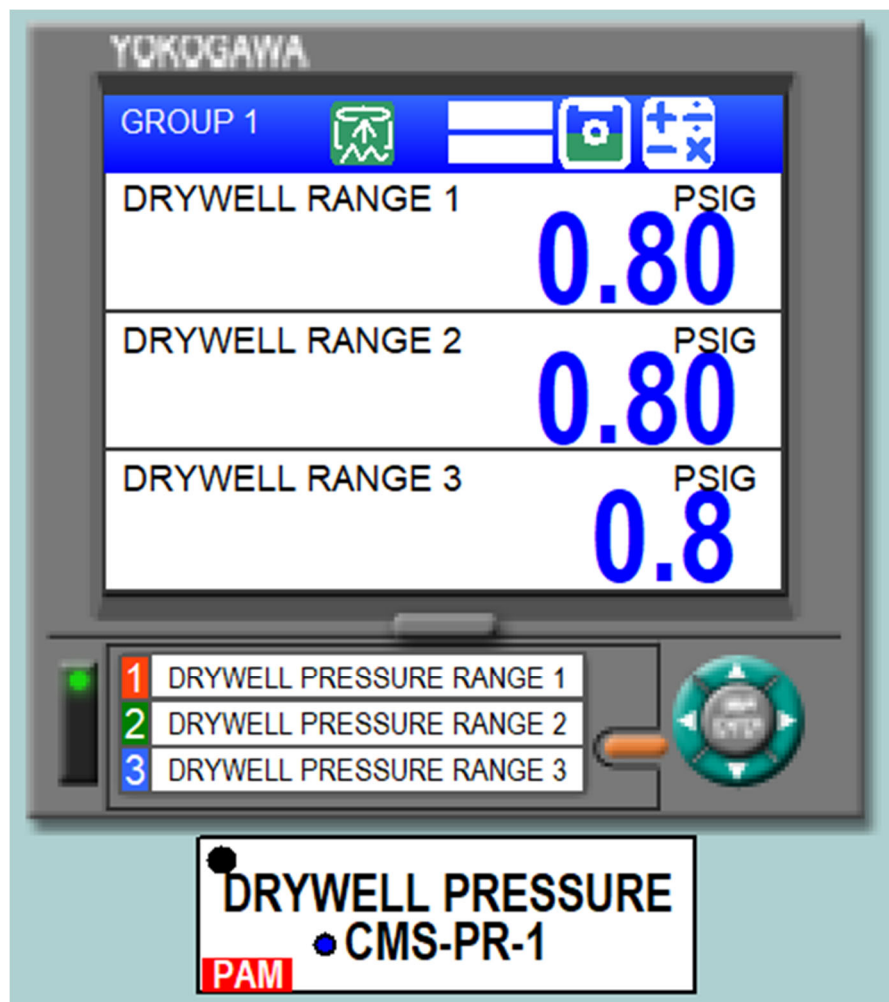 YOKOGAWA
GROUP 1
DRYWELL RANGE 1 PSIG
0.80
DRYWELL RANGE 2 PSIG
0.80
DRYWELL RANGE 3 PSIG
0.8
1 DRYWELL PRESSURE RANGE 1
2 DRYWELL PRESSURE RANGE 2
3 DRYWELL PRESSURE RANGE 3
DRYWELL PRESSURE
CMS-PR-1
PAM